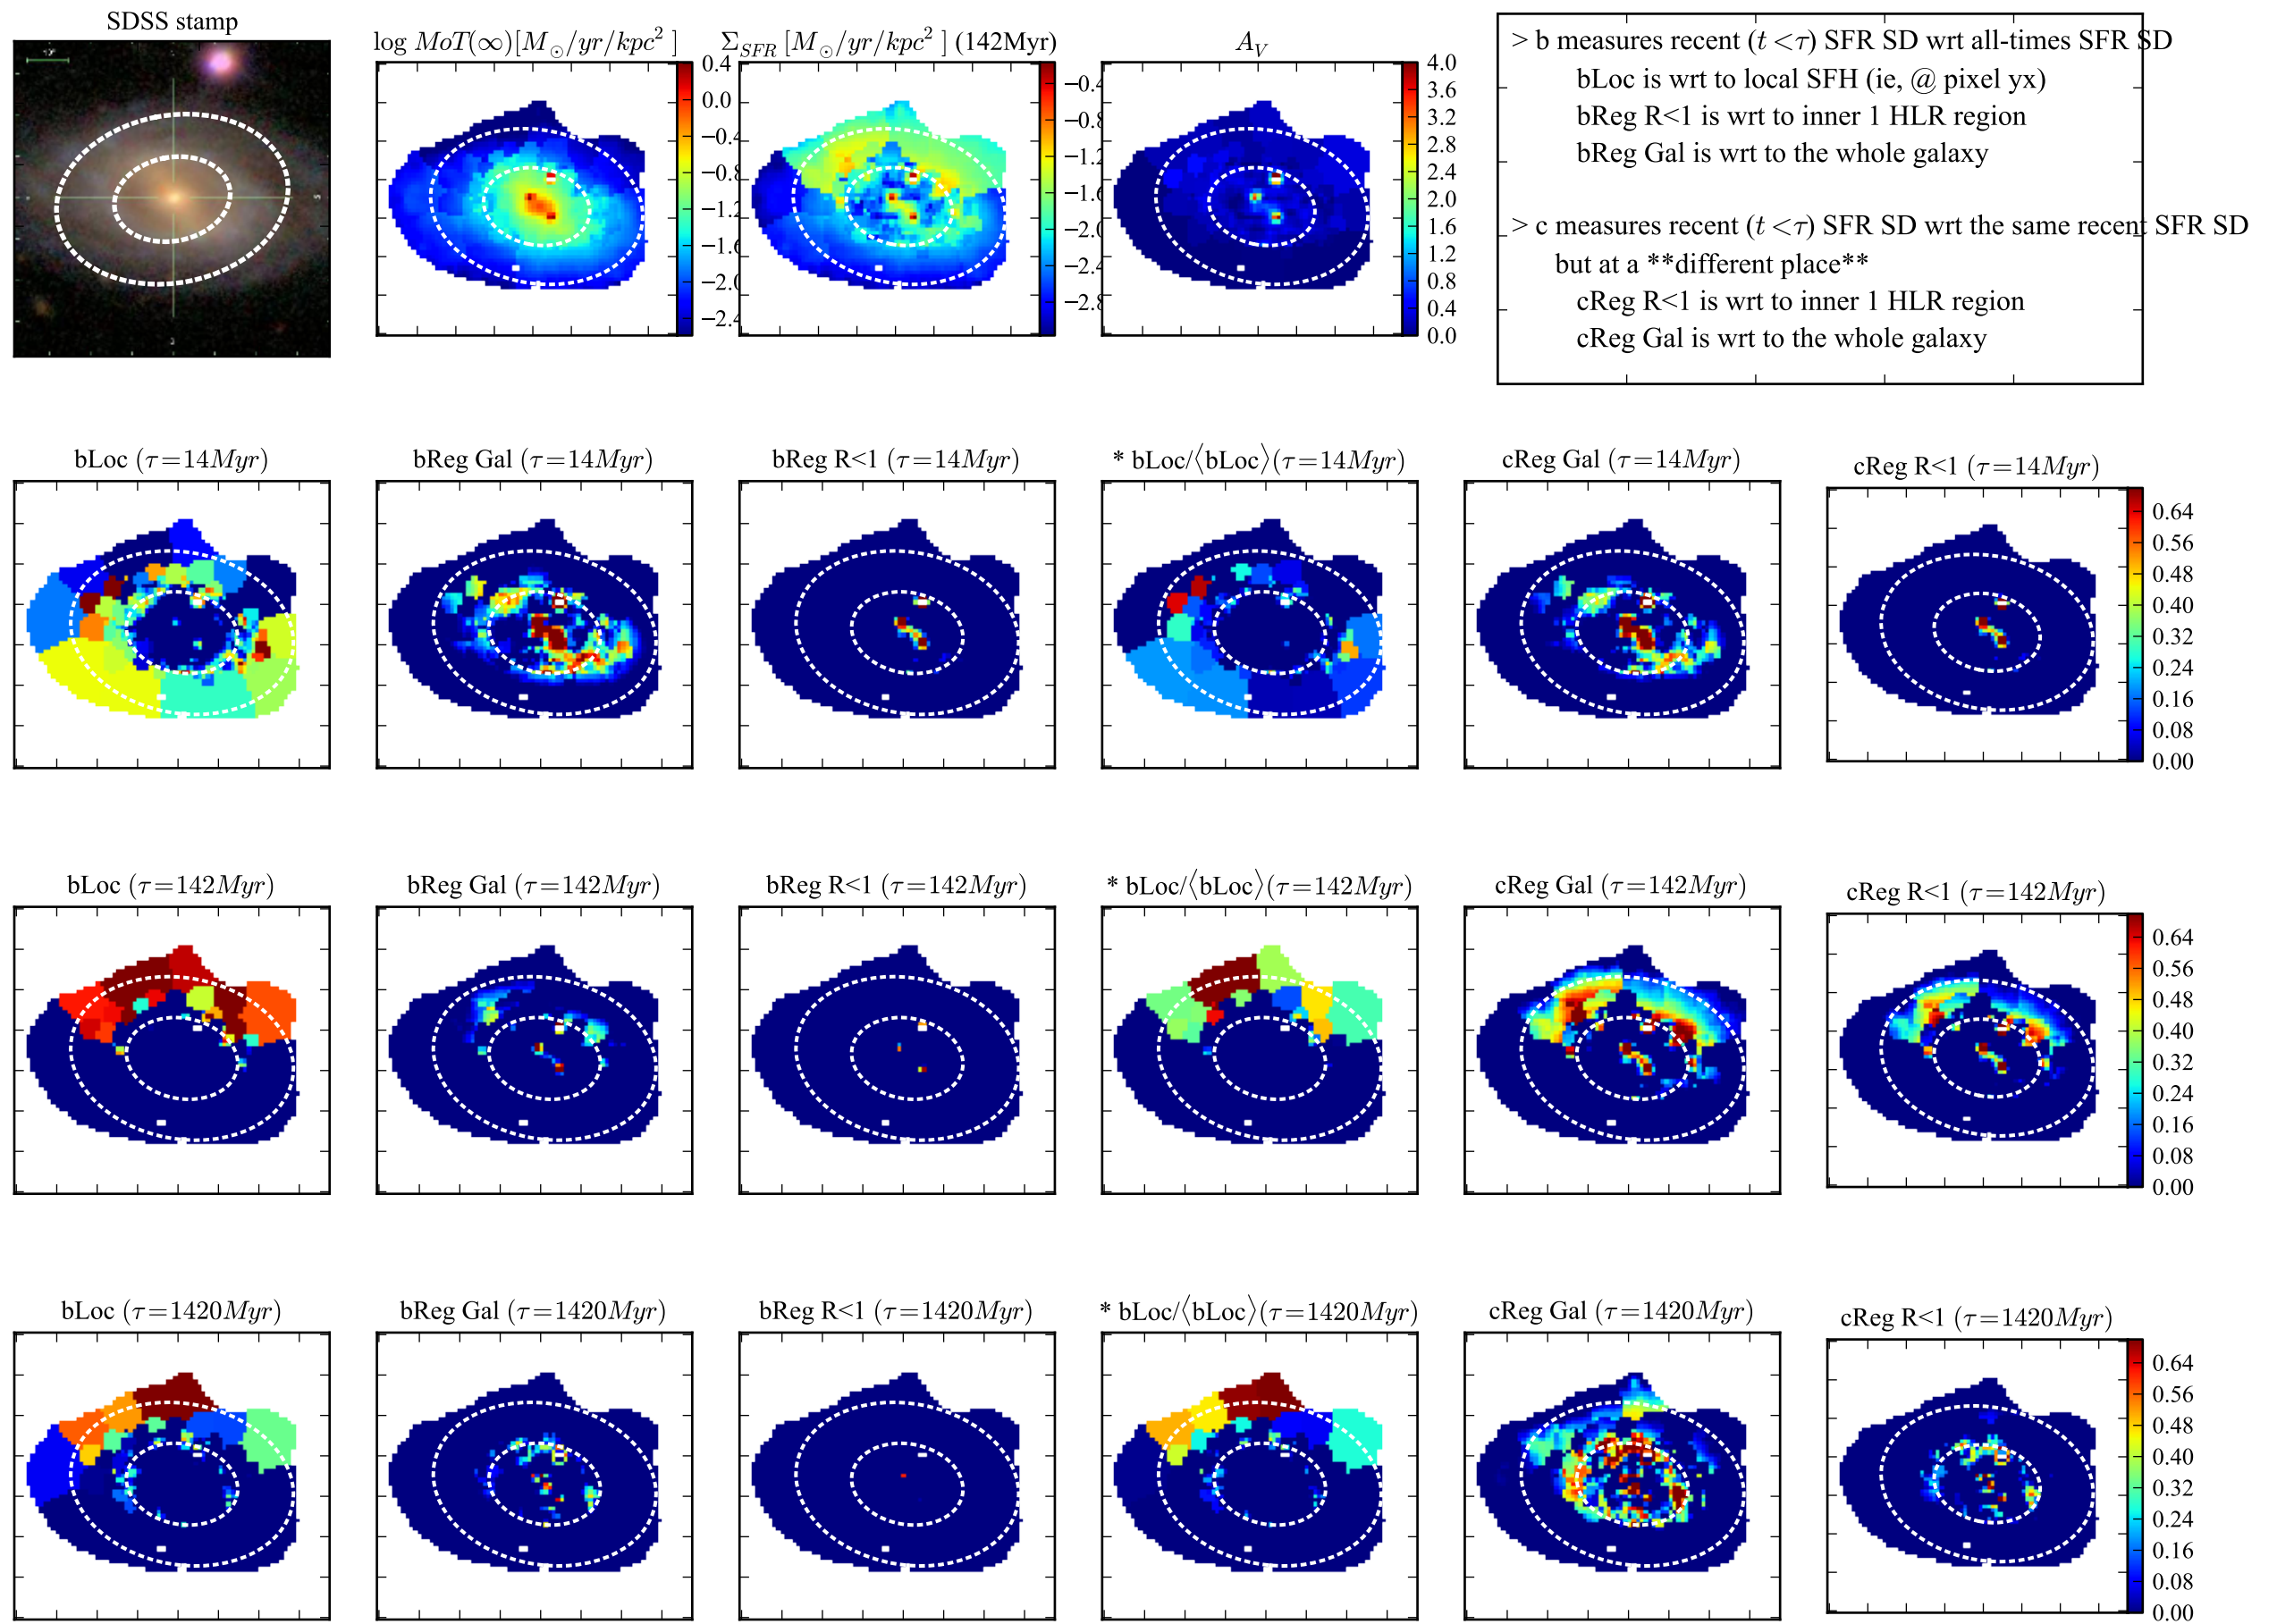 SDSS stamp
log MoT(∞)[M⊙/yr/kpc² ]
Σ_SFR [M⊙/yr/kpc² ] (142Myr)
A_V
0.4
0.0
−0.4
−0.8
−1.2
−1.6
−2.0
−2.4
−0.4
−0.8
−1.2
−1.6
−2.0
−2.4
−2.8
4.0
3.6
3.2
2.8
2.4
2.0
1.6
1.2
0.8
0.4
0.0
> b measures recent (t <τ) SFR SD wrt all-times SFR SD
bLoc is wrt to local SFH (ie, @ pixel yx)
bReg R<1 is wrt to inner 1 HLR region
bReg Gal is wrt to the whole galaxy
> c measures recent (t <τ) SFR SD wrt the same recent SFR SD
but at a **different place**
cReg R<1 is wrt to inner 1 HLR region
cReg Gal is wrt to the whole galaxy
bLoc (τ=14Myr)
bReg Gal (τ=14Myr)
bReg R<1 (τ=14Myr)
* bLoc/⟨bLoc⟩(τ=14Myr)
cReg Gal (τ=14Myr)
cReg R<1 (τ=14Myr)
0.64
0.56
0.48
0.40
0.32
0.24
0.16
0.08
0.00
bLoc (τ=142Myr)
bReg Gal (τ=142Myr)
bReg R<1 (τ=142Myr)
* bLoc/⟨bLoc⟩(τ=142Myr)
cReg Gal (τ=142Myr)
cReg R<1 (τ=142Myr)
0.64
0.56
0.48
0.40
0.32
0.24
0.16
0.08
0.00
bLoc (τ=1420Myr)
bReg Gal (τ=1420Myr)
bReg R<1 (τ=1420Myr)
* bLoc/⟨bLoc⟩(τ=1420Myr)
cReg Gal (τ=1420Myr)
cReg R<1 (τ=1420Myr)
0.64
0.56
0.48
0.40
0.32
0.24
0.16
0.08
0.00